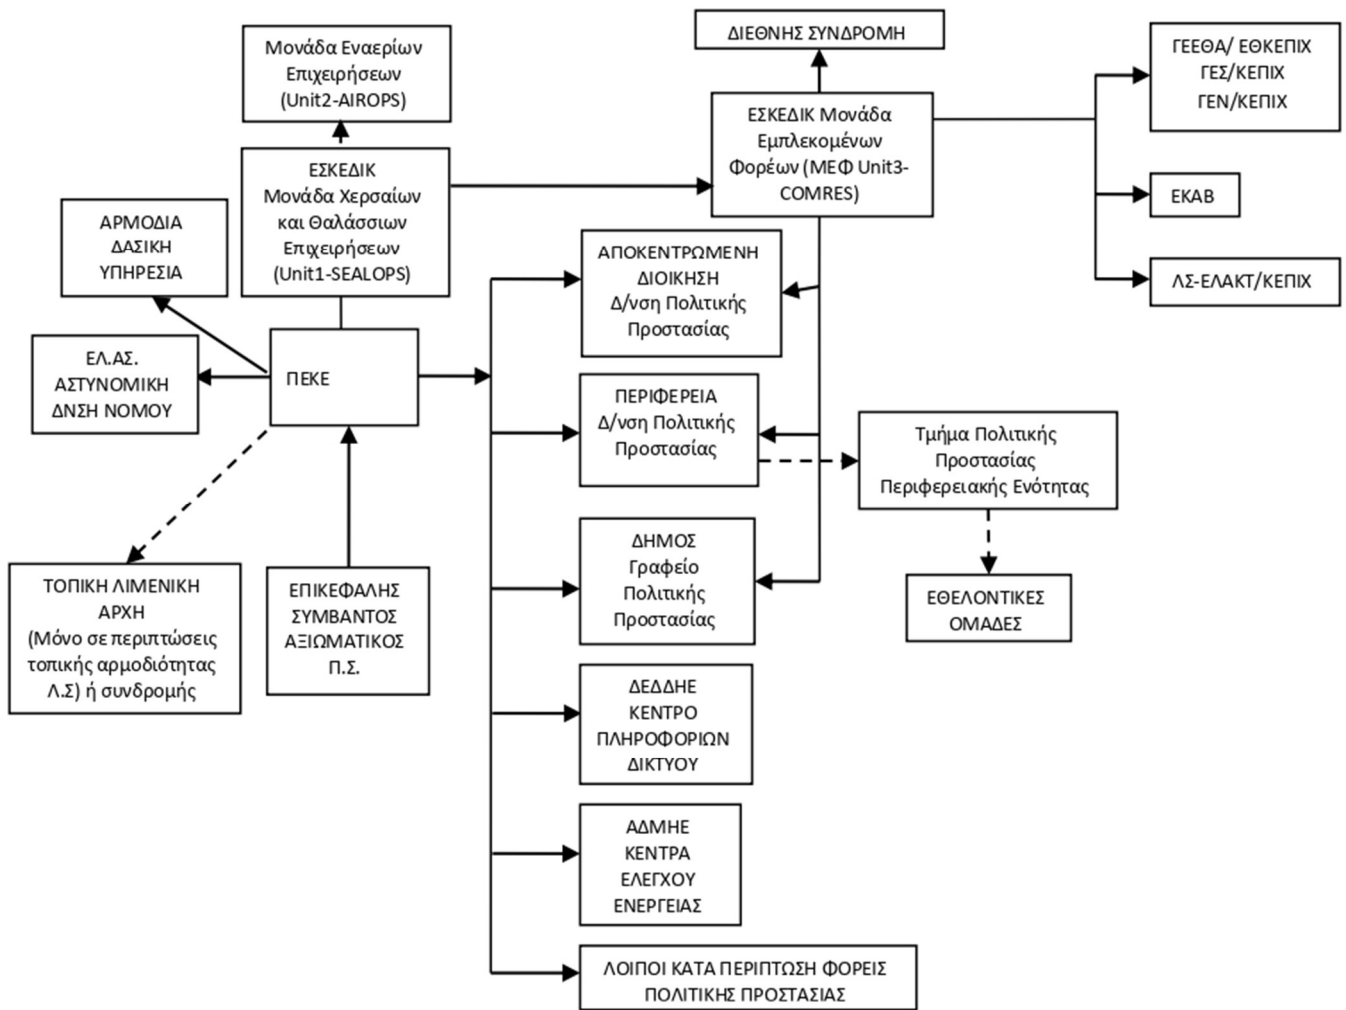 Μονάδα Εναερίων
Επιχειρήσεων
(Unit2-AIROPS)
ΔΙΕΘΝΗΣ ΣΥΝΔΡΟΜΗ
ΓΕΕΘΑ/ ΕΘΚΕΠΙΧ
ΓΕΣ/ΚΕΠΙΧ
ΓΕΝ/ΚΕΠΙΧ
ΕΣΚΕΔΙΚ Μονάδα
Εμπλεκομένων
Φορέων (ΜΕΦ Unit3-
COMRES)
ΕΣΚΕΔΙΚ
Μονάδα Χερσαίων
και Θαλάσσιων
Επιχειρήσεων
(Unit1-SEALOPS)
ΕΚΑΒ
ΑΡΜΟΔΙΑ
ΔΑΣΙΚΗ
ΥΠΗΡΕΣΙΑ
ΑΠΟΚΕΝΤΡΩΜΕΝΗ
ΔΙΟΙΚΗΣΗ
Δ/νση Πολιτικής
Προστασίας
ΛΣ-ΕΛΑΚΤ/ΚΕΠΙΧ
ΕΛ.ΑΣ.
ΑΣΤΥΝΟΜΙΚΗ
ΔΝΣΗ ΝΟΜΟΥ
ΠΕΚΕ
ΠΕΡΙΦΕΡΕΙΑ
Δ/νση Πολιτικής
Προστασίας
Τμήμα Πολιτικής
Προστασίας
Περιφερειακής Ενότητας
ΤΟΠΙΚΗ ΛΙΜΕΝΙΚΗ
ΑΡΧΗ
(Μόνο σε περιπτώσεις
τοπικής αρμοδιότητας
Λ.Σ) ή συνδρομής
ΕΠΙΚΕΦΑΛΗΣ
ΣΥΜΒΑΝΤΟΣ
ΑΞΙΩΜΑΤΙΚΟΣ
Π.Σ.
ΔΗΜΟΣ
Γραφείο
Πολιτικής
Προστασίας
ΕΘΕΛΟΝΤΙΚΕΣ
ΟΜΑΔΕΣ
ΔΕΔΔΗΕ
ΚΕΝΤΡΟ
ΠΛΗΡΟΦΟΡΙΩΝ
ΔΙΚΤΥΟΥ
ΑΔΜΗΕ
ΚΕΝΤΡΑ
ΕΛΕΓΧΟΥ
ΕΝΕΡΓΕΙΑΣ
ΛΟΙΠΟΙ ΚΑΤΑ ΠΕΡΙΠΤΩΣΗ ΦΟΡΕΙΣ
ΠΟΛΙΤΙΚΗΣ ΠΡΟΣΤΑΣΙΑΣ